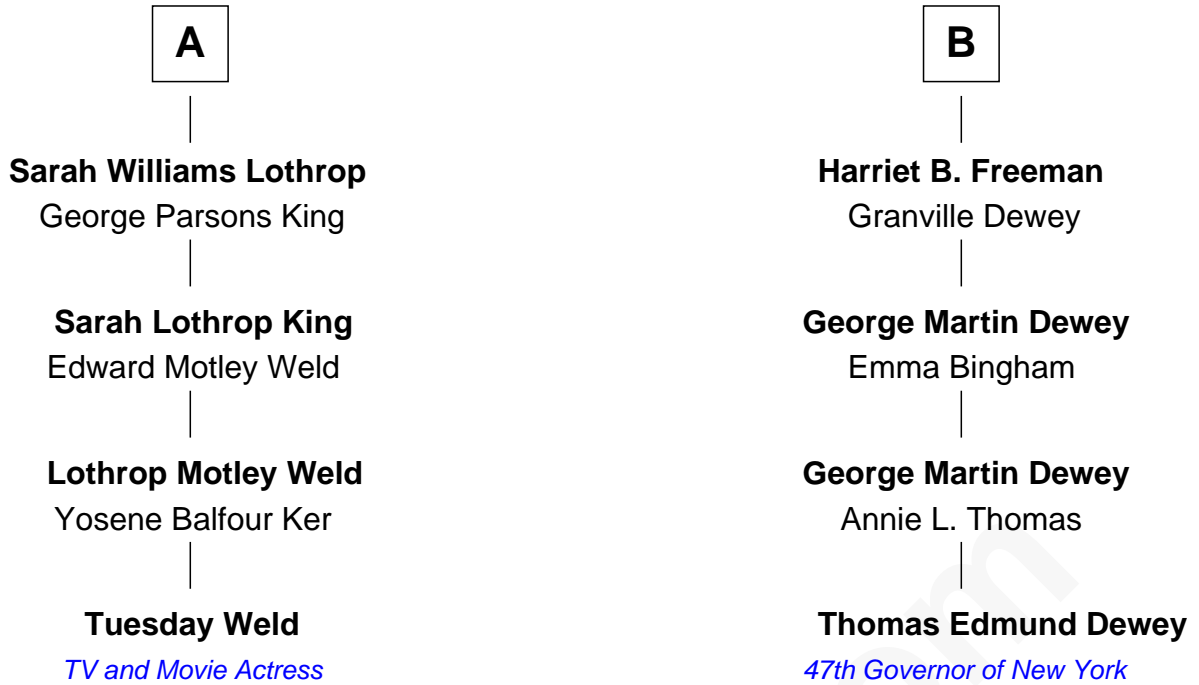 A
Sarah Williams Lothrop
George Parsons King
Sarah Lothrop King
Edward Motley Weld
Lothrop Motley Weld
Yosene Balfour Ker
Tuesday Weld
TV and Movie Actress
B
Harriet B. Freeman
Granville Dewey
George Martin Dewey
Emma Bingham
George Martin Dewey
Annie L. Thomas
Thomas Edmund Dewey
47th Governor of New York